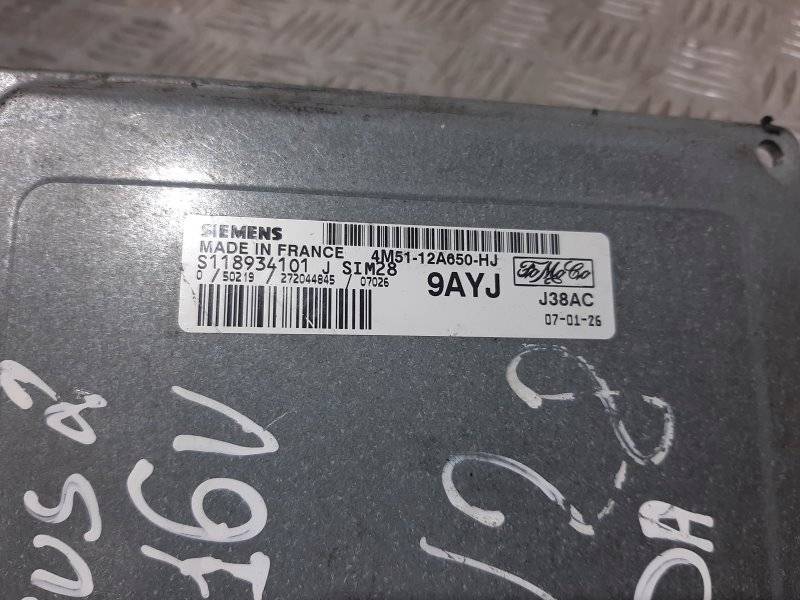 SIEMENS
MADE IN FRANCE 4M51-12A650-HJ
S118934101 J SIM28
0 / 50219 / 272044845 / 07026
9AYJ
FoMoCo
J38AC
07-01-26
16V